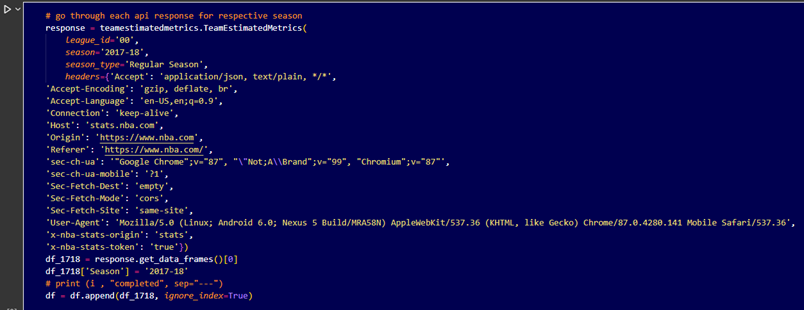 # go through each api response for respective season
response = teamestimatedmetrics.TeamEstimatedMetrics(
    league_id='00',
    season='2017-18',
    season_type='Regular Season',
    headers={'Accept': 'application/json, text/plain, */*',
'Accept-Encoding': 'gzip, deflate, br',
'Accept-Language': 'en-US,en;q=0.9',
'Connection': 'keep-alive',
'Host': 'stats.nba.com',
'Origin': 'https://www.nba.com',
'Referer': 'https://www.nba.com/',
'sec-ch-ua': '"Google Chrome";v="87", "\"Not;A\\Brand";v="99", "Chromium";v="87"',
'sec-ch-ua-mobile': '?1',
'Sec-Fetch-Dest': 'empty',
'Sec-Fetch-Mode': 'cors',
'Sec-Fetch-Site': 'same-site',
'User-Agent': 'Mozilla/5.0 (Linux; Android 6.0; Nexus 5 Build/MRA58N) AppleWebKit/537.36 (KHTML, like Gecko) Chrome/87.0.4280.141 Mobile Safari/537.36',
'x-nba-stats-origin': 'stats',
'x-nba-stats-token': 'true'})
df_1718 = response.get_data_frames()[0]
df_1718['Season'] = '2017-18'
# print (i , "completed", sep="---")
df = df.append(df_1718, ignore_index=True)